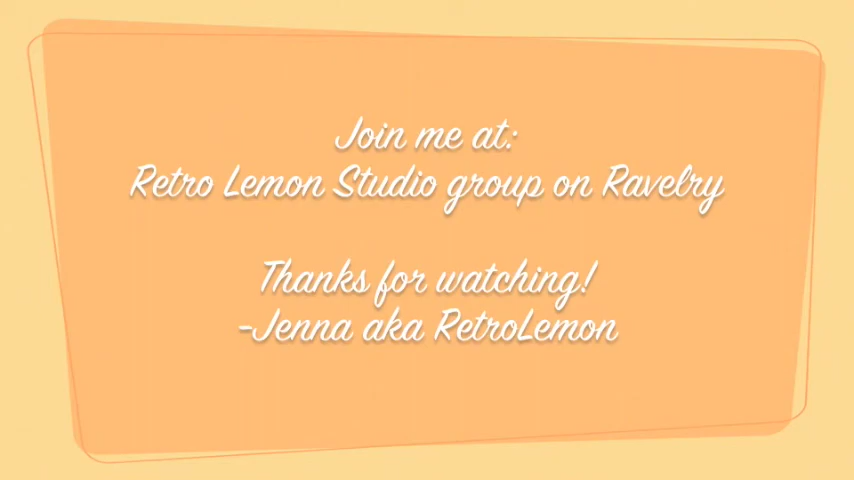 Join me at:
Retro Lemon Studio group on Ravelry
Thanks for watching!
-Jenna aka RetroLemon